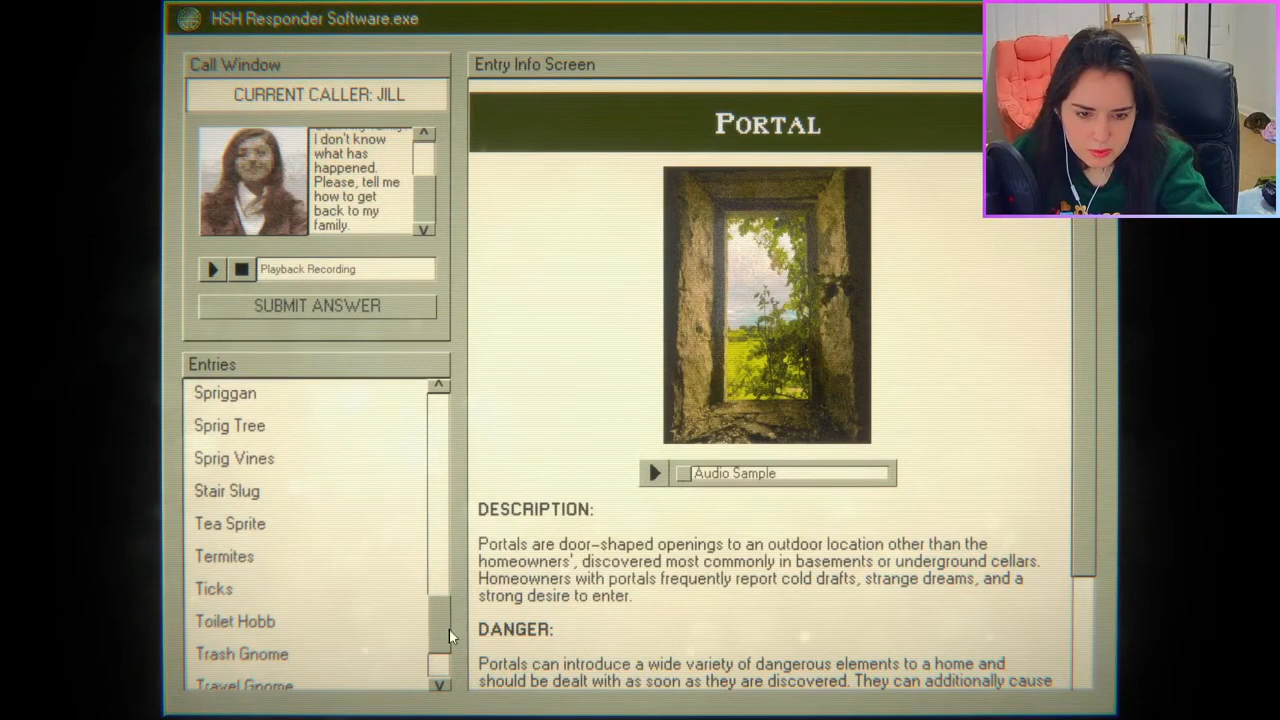 HSH Responder Software.exe
Call Window
CURRENT CALLER: JILL
I don't know
what has
happened.
Please, tell me
how to get
back to my
family.
Playback Recording
SUBMIT ANSWER
Entries
Spriggan
Sprig Tree
Sprig Vines
Stair Slug
Tea Sprite
Termites
Ticks
Toilet Hobb
Trash Gnome
Travel Gnome
Entry Info Screen
PORTAL
Audio Sample
DESCRIPTION:
Portals are door-shaped openings to an outdoor location other than the
homeowners', discovered most commonly in basements or underground cellars.
Homeowners with portals frequently report cold drafts, strange dreams, and a
strong desire to enter.
DANGER:
Portals can introduce a wide variety of dangerous elements to a home and
should be dealt with as soon as they are discovered. They can additionally cause